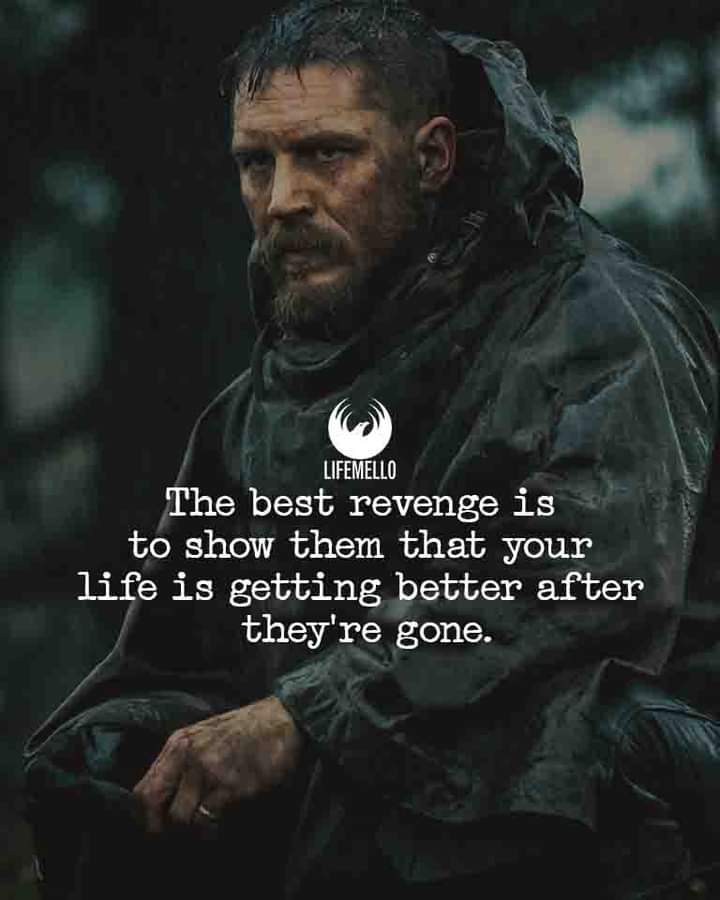 LIFEMELLO
The best revenge is
to show them that your
life is getting better after
they're gone.